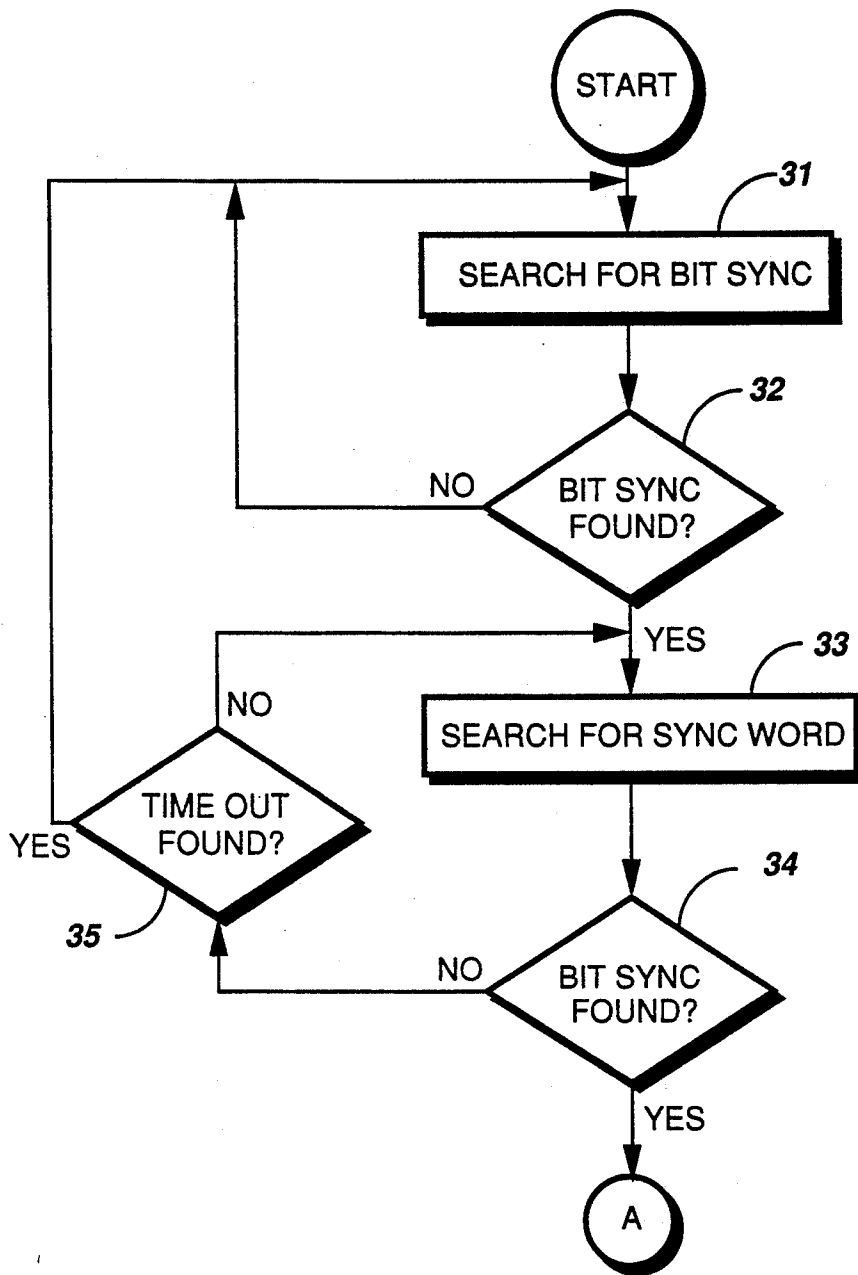 START
31
SEARCH FOR BIT SYNC
32
NO
BIT SYNC
FOUND?
YES
33
NO
SEARCH FOR SYNC WORD
TIME OUT
FOUND?
YES
34
35
NO
BIT SYNC
FOUND?
YES
A